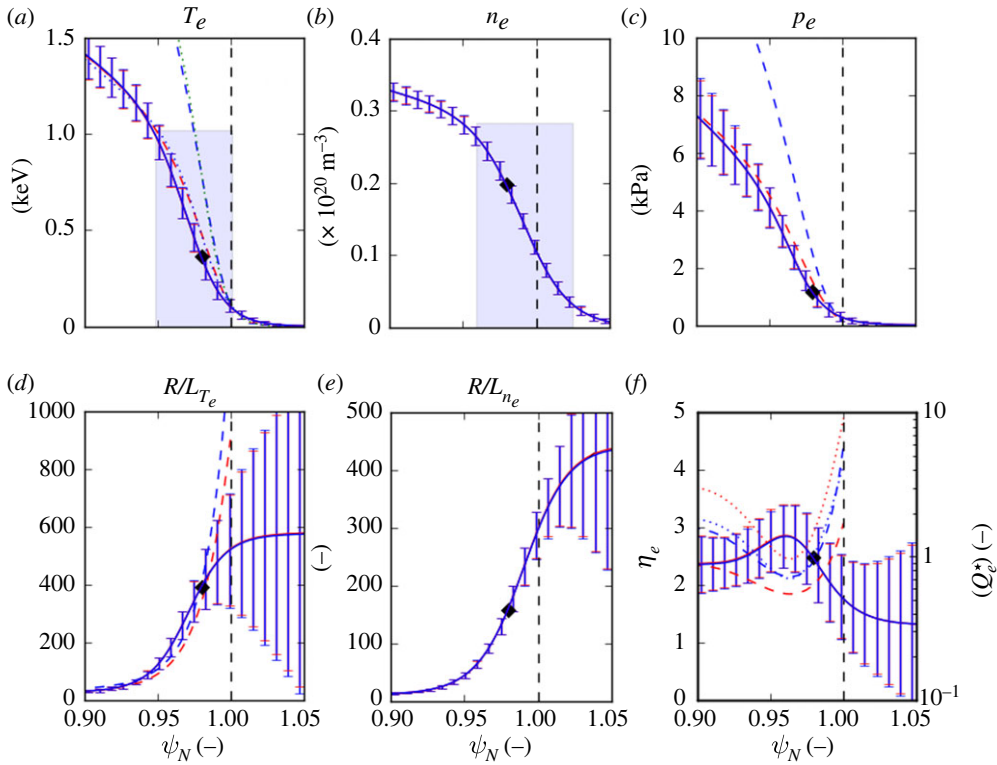 (a) T_e (b) n_e (c) p_e
1.5 0.4 10
1.0 0.3 8
0.5 0.2 6
0 0.1 4
(keV) 0 2
(× 10^20 m^−3) 0
(kPa)
(d) R/L_{T_e} (e) R/L_{n_e} (f)
1000 500 5 10
800 400 4
600 300 3
400 (–) 200 2 η_e 1 (Q_e^⋆) (–)
200 100 1
0 0 0 10^−1
0.90 0.95 1.00 1.05 0.90 0.95 1.00 1.05 0.90 0.95 1.00 1.05
ψ_N (–) ψ_N (–) ψ_N (–)